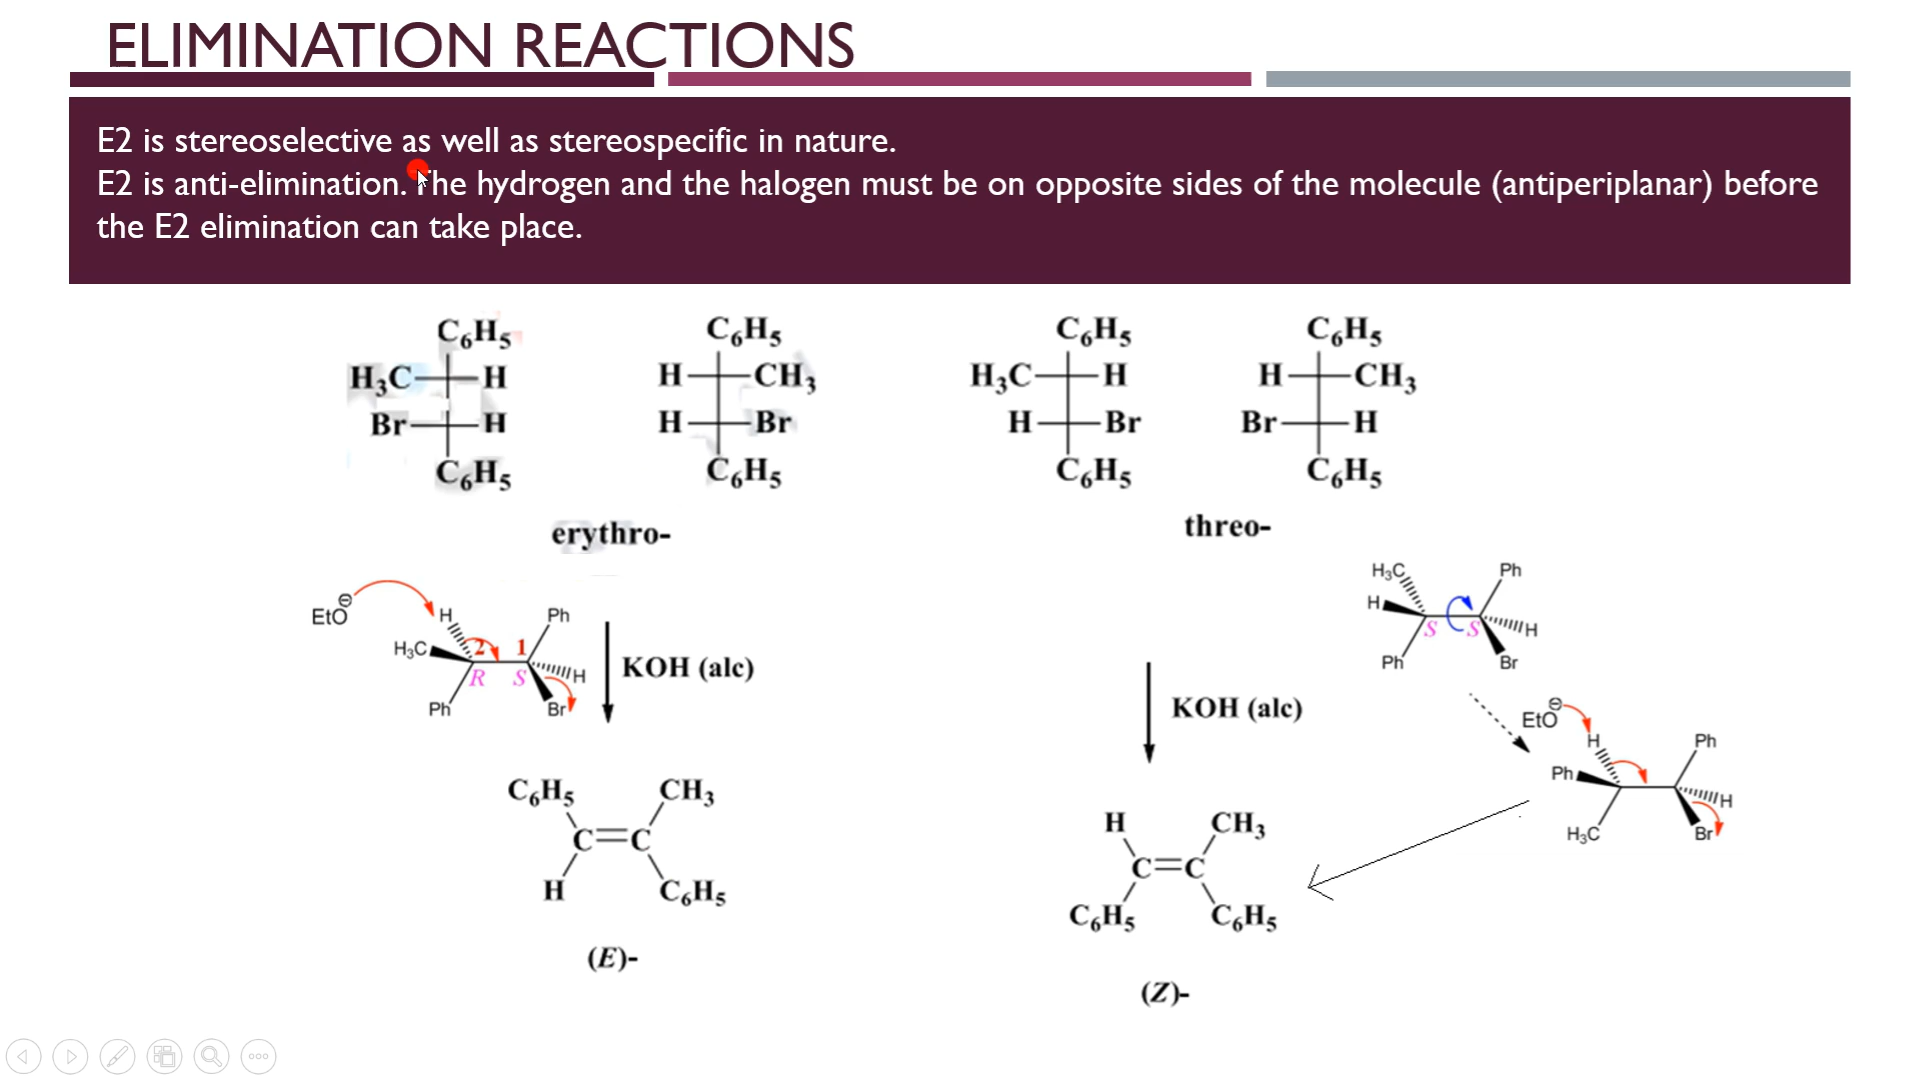 ELIMINATION REACTIONS
E2 is stereoselective as well as stereospecific in nature.
E2 is anti-elimination. The hydrogen and the halogen must be on opposite sides of the molecule (antiperiplanar) before
the E2 elimination can take place.
C₆H₅ C₆H₅ C₆H₅ C₆H₅
H₃C H H CH₃ H₃C H H CH₃
Br H H Br H Br Br H
C₆H₅ C₆H₅ C₆H₅ C₆H₅
erythro- threo-
EtO⊖ H Ph
H₃C 2 1
R S H
Ph Br
KOH (alc)
C₆H₅ CH₃
C=C
H C₆H₅
(E)-
H₃C Ph
H
S S H
Ph Br
KOH (alc)
EtO⊖
H Ph
Ph
H
H₃C Br
H CH₃
C=C
C₆H₅ C₆H₅
(Z)-